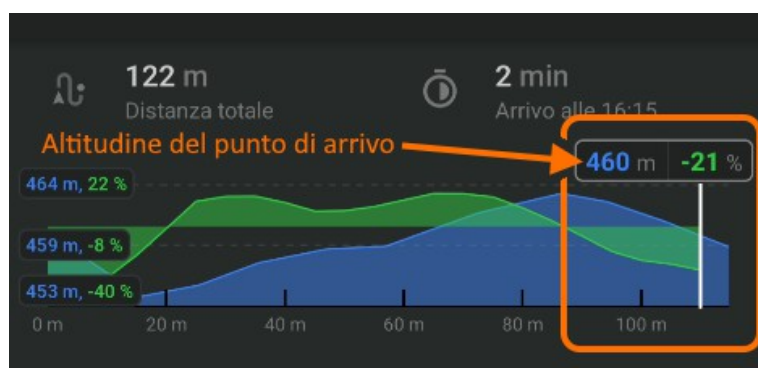 122 m
Distanza totale
2 min
Arrivo alle 16:15
Altitudine del punto di arrivo
460 m -21 %
464 m, 22 %
459 m, -8 %
453 m, -40 %
0 m 20 m 40 m 60 m 80 m 100 m